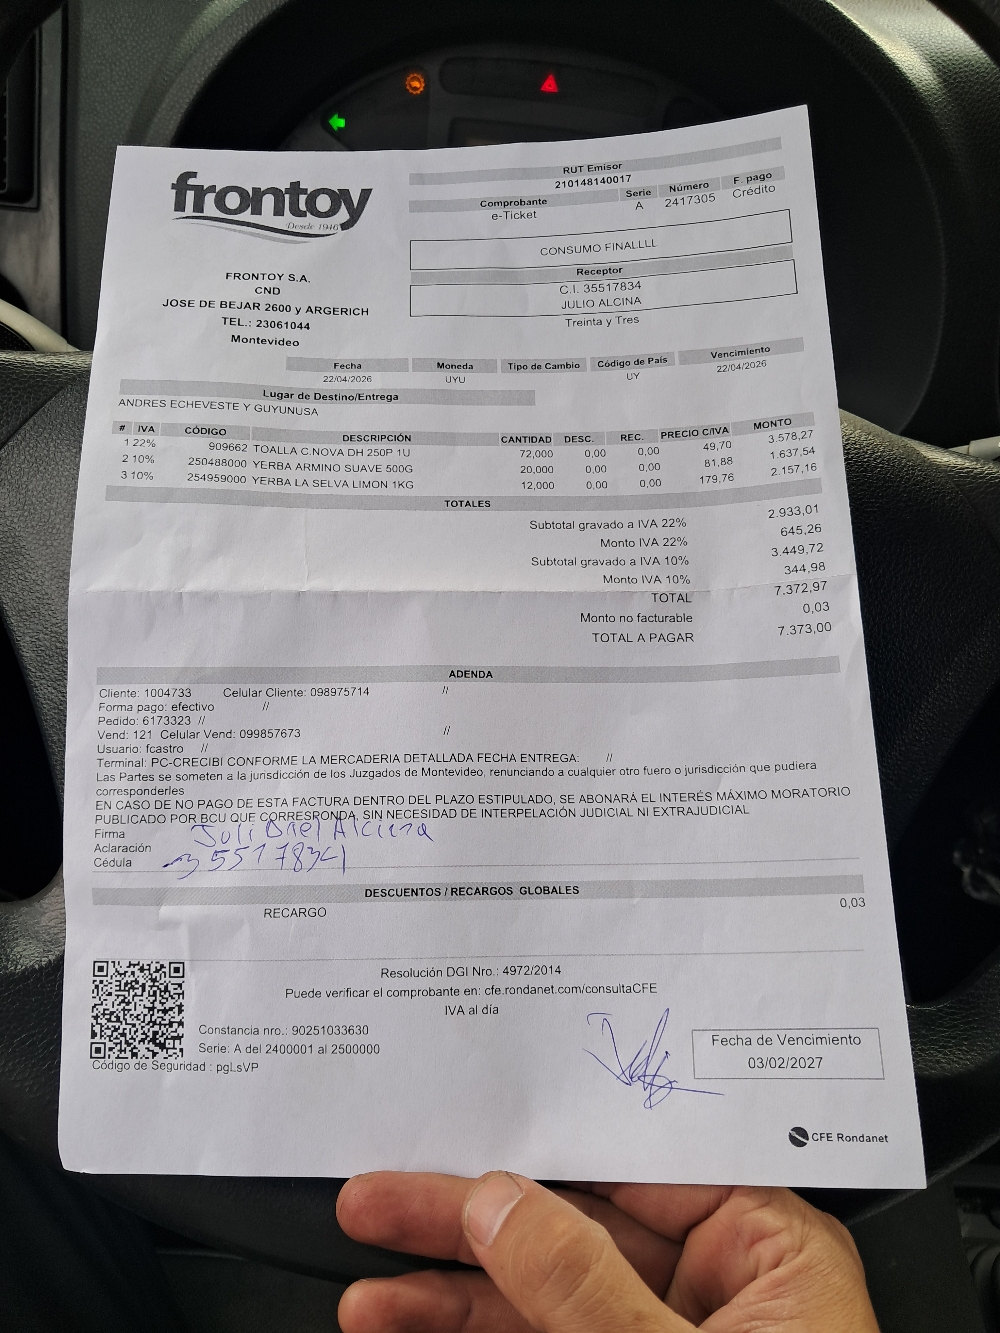 frontoy
Desde 1940
RUT Emisor
210148140017
Comprobante Serie Número F. pago
e-Ticket A 2417305 Crédito
CONSUMO FINALLLL
Receptor
C.I. 35517834
JULIO ALCINA
Treinta y Tres
FRONTOY S.A.
CND
JOSE DE BEJAR 2600 y ARGERICH
TEL.: 23061044
Montevideo
Fecha Moneda Tipo de Cambio Código de País Vencimiento
22/04/2026 UYU UY 22/04/2026
Lugar de Destino/Entrega
ANDRES ECHEVESTE Y GUYUNUSA
# IVA CÓDIGO DESCRIPCIÓN CANTIDAD DESC. REC. PRECIO C/IVA MONTO
1 22% 909662 TOALLA C.NOVA DH 250P 1U 72,000 0,00 0,00 49,70 3.578,27
2 10% 250488000 YERBA ARMINO SUAVE 500G 20,000 0,00 0,00 81,88 1.637,54
3 10% 254959000 YERBA LA SELVA LIMON 1KG 12,000 0,00 0,00 179,76 2.157,16
TOTALES
Subtotal gravado a IVA 22% 2.933,01
Monto IVA 22% 645,26
Subtotal gravado a IVA 10% 3.449,72
Monto IVA 10% 344,98
TOTAL 7.372,97
Monto no facturable 0,03
TOTAL A PAGAR 7.373,00
ADENDA
Cliente: 1004733 Celular Cliente: 098975714 //
Forma pago: efectivo //
Pedido: 6173323 //
Vend: 121 Celular Vend: 099857673 //
Usuario: fcastro //
Terminal: PC-CRECIBÍ CONFORME LA MERCADERIA DETALLADA FECHA ENTREGA: //
Las Partes se someten a la jurisdicción de los Juzgados de Montevideo, renunciando a cualquier otro fuero o jurisdicción que pudiera
corresponderles
EN CASO DE NO PAGO DE ESTA FACTURA DENTRO DEL PLAZO ESTIPULADO, SE ABONARÁ EL INTERÉS MÁXIMO MORATORIO
PUBLICADO POR BCU QUE CORRESPONDA, SIN NECESIDAD DE INTERPELACIÓN JUDICIAL NI EXTRAJUDICIAL
Firma
Aclaración Alcina
Cédula 35517834
DESCUENTOS / RECARGOS GLOBALES
RECARGO 0,03
Resolución DGI Nro.: 4972/2014
Puede verificar el comprobante en: cfe.rondanet.com/consultaCFE
IVA al día
Constancia nro.: 90251033630
Serie: A del 2400001 al 2500000
Código de Seguridad : pgLsVP
Fecha de Vencimiento
03/02/2027
CFE Rondanet